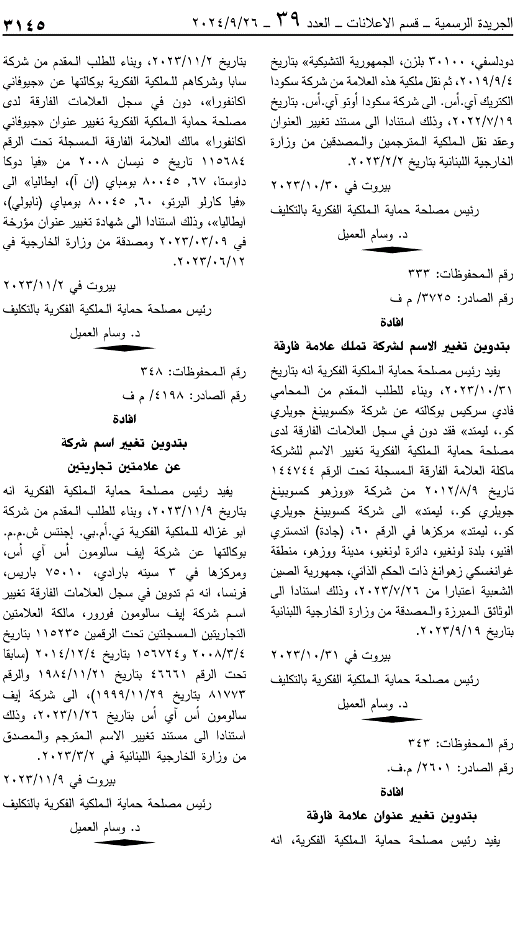 الجريدة الرسمية ــ قسم الاعلانات ــ العدد ٣٩ ــ ٢٠٢٤/٩/٢٦
٣١٤٥
دودلسفي، ٣٠١٠٠ بلزن، الجمهورية التشيكية» بتاريخ
٢٠١٩/٩/٤، ثم نقل ملكية هذه العلامة من شركة سكودا
الكتريك آي.أس. الى شركة سكودا أوتو آي.أس. بتاريخ
٢٠٢٢/٧/١٩، وذلك استنادا الى مستند تغيير العنوان
وعقد نقل الملكية المترجمين والمصدقين من وزارة
الخارجية اللبنانية بتاريخ ٢٠٢٣/٢/٢.
بيروت في ٢٠٢٣/١٠/٣٠
رئيس مصلحة حماية الملكية الفكرية بالتكليف
د. وسام العميل
رقم المحفوظات: ٣٣٣
رقم الصادر: ٣٧٢٥/ م ف
افادة
بتدوين تغيير الاسم لشركة تملك علامة فارقة
يفيد رئيس مصلحة حماية الملكية الفكرية انه بتاريخ
٢٠٢٣/١٠/٣١، وبناء للطلب المقدم من المحامي
فادي سركيس بوكالته عن شركة «كسوبينغ جويلري
كو.، ليمتد» فقد دون في سجل العلامات الفارقة لدى
مصلحة حماية الملكية الفكرية تغيير الاسم للشركة
مالكة العلامة الفارقة المسجلة تحت الرقم ١٤٤٧٤٤
تاريخ ٢٠١٢/٨/٩ من شركة «ووزهو كسوبينغ
جويلري كو.، ليمتد» الى شركة كسوبينغ جويلري
كو.، ليمتد» مركزها في الرقم ٦٠، (جادة) اندستري
افنيو، بلدة لونغيو، دائرة لونغيو، مدينة ووزهو، منطقة
غوانغسكي زهوانغ ذات الحكم الذاتي، جمهورية الصين
الشعبية اعتبارا من ٢٠٢٣/٧/٢٦، وذلك استنادا الى
الوثائق المبرزة والمصدقة من وزارة الخارجية اللبنانية
بتاريخ ٢٠٢٣/٩/١٩.
بيروت في ٢٠٢٣/١٠/٣١
رئيس مصلحة حماية الملكية الفكرية بالتكليف
د. وسام العميل
رقم المحفوظات: ٣٤٣
رقم الصادر: ٢٦٠١/ م.ف.
افادة
بتدوين تغيير عنوان علامة فارقة
يفيد رئيس مصلحة حماية الملكية الفكرية، انه
بتاريخ ٢٠٢٣/١١/٢، وبناء للطلب المقدم من شركة
سابا وشركاهم للملكية الفكرية بوكالتها عن «جيوفاني
اكانفورا»، دون في سجل العلامات الفارقة لدى
مصلحة حماية الملكية الفكرية تغيير عنوان «جيوفاني
اكانفورا» مالك العلامة الفارقة المسجلة تحت الرقم
١١٥٦٨٤ تاريخ ٥ نيسان ٢٠٠٨ من «فيا دوكا
داوستا، ٦٧, ٨٠٠٤٥ بومباي (ان آ)، ايطاليا» الى
«فيا كارلو البرتو، ٦٠, ٨٠٠٤٥ بومباي (نابولي)،
ايطاليا»، وذلك استنادا الى شهادة تغيير عنوان مؤرخة
في ٢٠٢٣/٠٣/٠٩ ومصدقة من وزارة الخارجية في
٢٠٢٣/٠٦/١٢.
بيروت في ٢٠٢٣/١١/٢
رئيس مصلحة حماية الملكية الفكرية بالتكليف
د. وسام العميل
رقم المحفوظات: ٣٤٨
رقم الصادر: ٤١٩٨/ م ف
افادة
بتدوين تغيير اسم شركة
عن علامتين تجاريتين
يفيد رئيس مصلحة حماية الملكية الفكرية انه
بتاريخ ٢٠٢٣/١١/٩، وبناء للطلب المقدم من شركة
ابو غزاله للملكية الفكرية تي.أم.بي. إجنتس ش.م.م.
بوكالتها عن شركة إيف سالومون أس آي أس،
ومركزها في ٣ سيته بارادي، ٧٥٠١٠ باريس،
فرنسا، انه تم تدوين في سجل العلامات الفارقة تغيير
اسم شركة إيف سالومون فورور، مالكة العلامتين
التجاريتين المسجلتين تحت الرقمين ١١٥٢٣٥ بتاريخ
٢٠٠٨/٣/٤ و١٥٦٧٢٤ بتاريخ ٢٠١٤/١٢/٤ (سابقا
تحت الرقم ٤٦٦٦١ بتاريخ ١٩٨٤/١١/٢١ والرقم
٨١٧٧٣ بتاريخ ١٩٩٩/١١/٢٩)، الى شركة إيف
سالومون أس آي أس بتاريخ ٢٠٢٣/١/٢٦، وذلك
استنادا الى مستند تغيير الاسم المترجم والمصدق
من وزارة الخارجية اللبنانية في ٢٠٢٣/٣/٢.
بيروت في ٢٠٢٣/١١/٩
رئيس مصلحة حماية الملكية الفكرية بالتكليف
د. وسام العميل